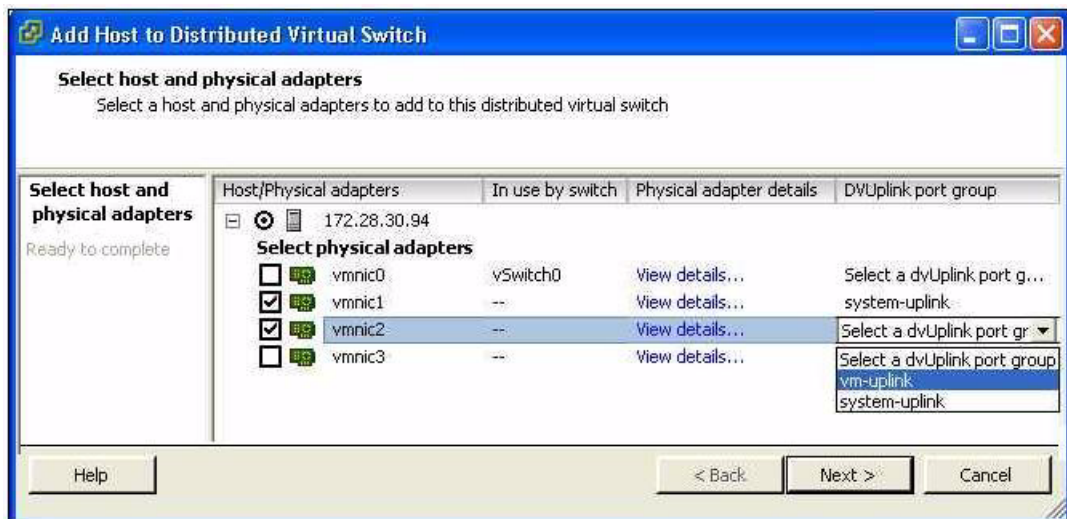 Add Host to Distributed Virtual Switch
Select host and physical adapters
Select a host and physical adapters to add to this distributed virtual switch
Select host and
physical adapters
Ready to complete
Host/Physical adapters In use by switch Physical adapter details DVUplink port group
172.28.30.94
Select physical adapters
vmnic0 vSwitch0 View details... Select a dvUplink port g...
vmnic1 -- View details... system-uplink
vmnic2 -- View details... Select a dvUplink port gr
vmnic3 -- View details...
Select a dvUplink port group
vm-uplink
system-uplink
Help < Back Next > Cancel